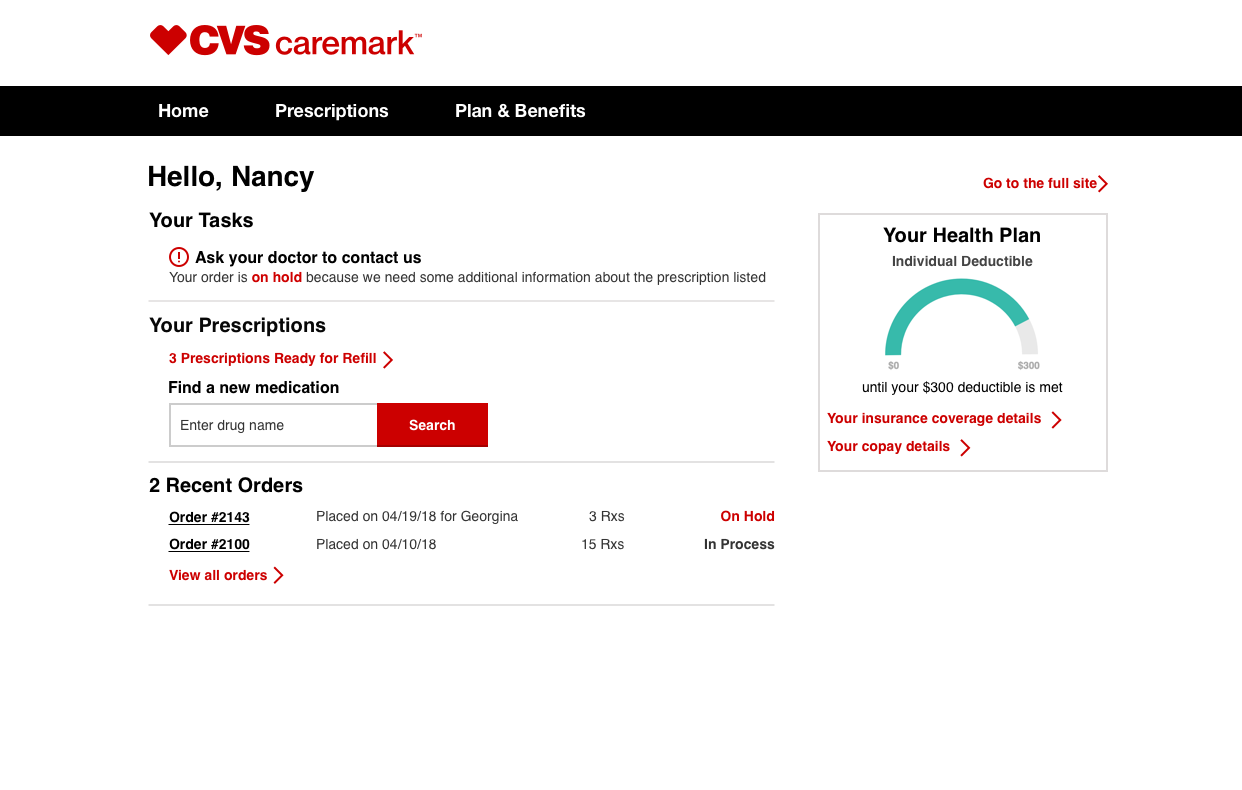 CVS caremark™
Home Prescriptions Plan & Benefits
Hello, Nancy
Go to the full site
Your Tasks
Ask your doctor to contact us
Your order is on hold because we need some additional information about the prescription listed
Your Prescriptions
3 Prescriptions Ready for Refill
Find a new medication
Enter drug name Search
2 Recent Orders
Order #2143 Placed on 04/19/18 for Georgina 3 Rxs On Hold
Order #2100 Placed on 04/10/18 15 Rxs In Process
View all orders
Your Health Plan
Individual Deductible
$0 $300
until your $300 deductible is met
Your insurance coverage details
Your copay details